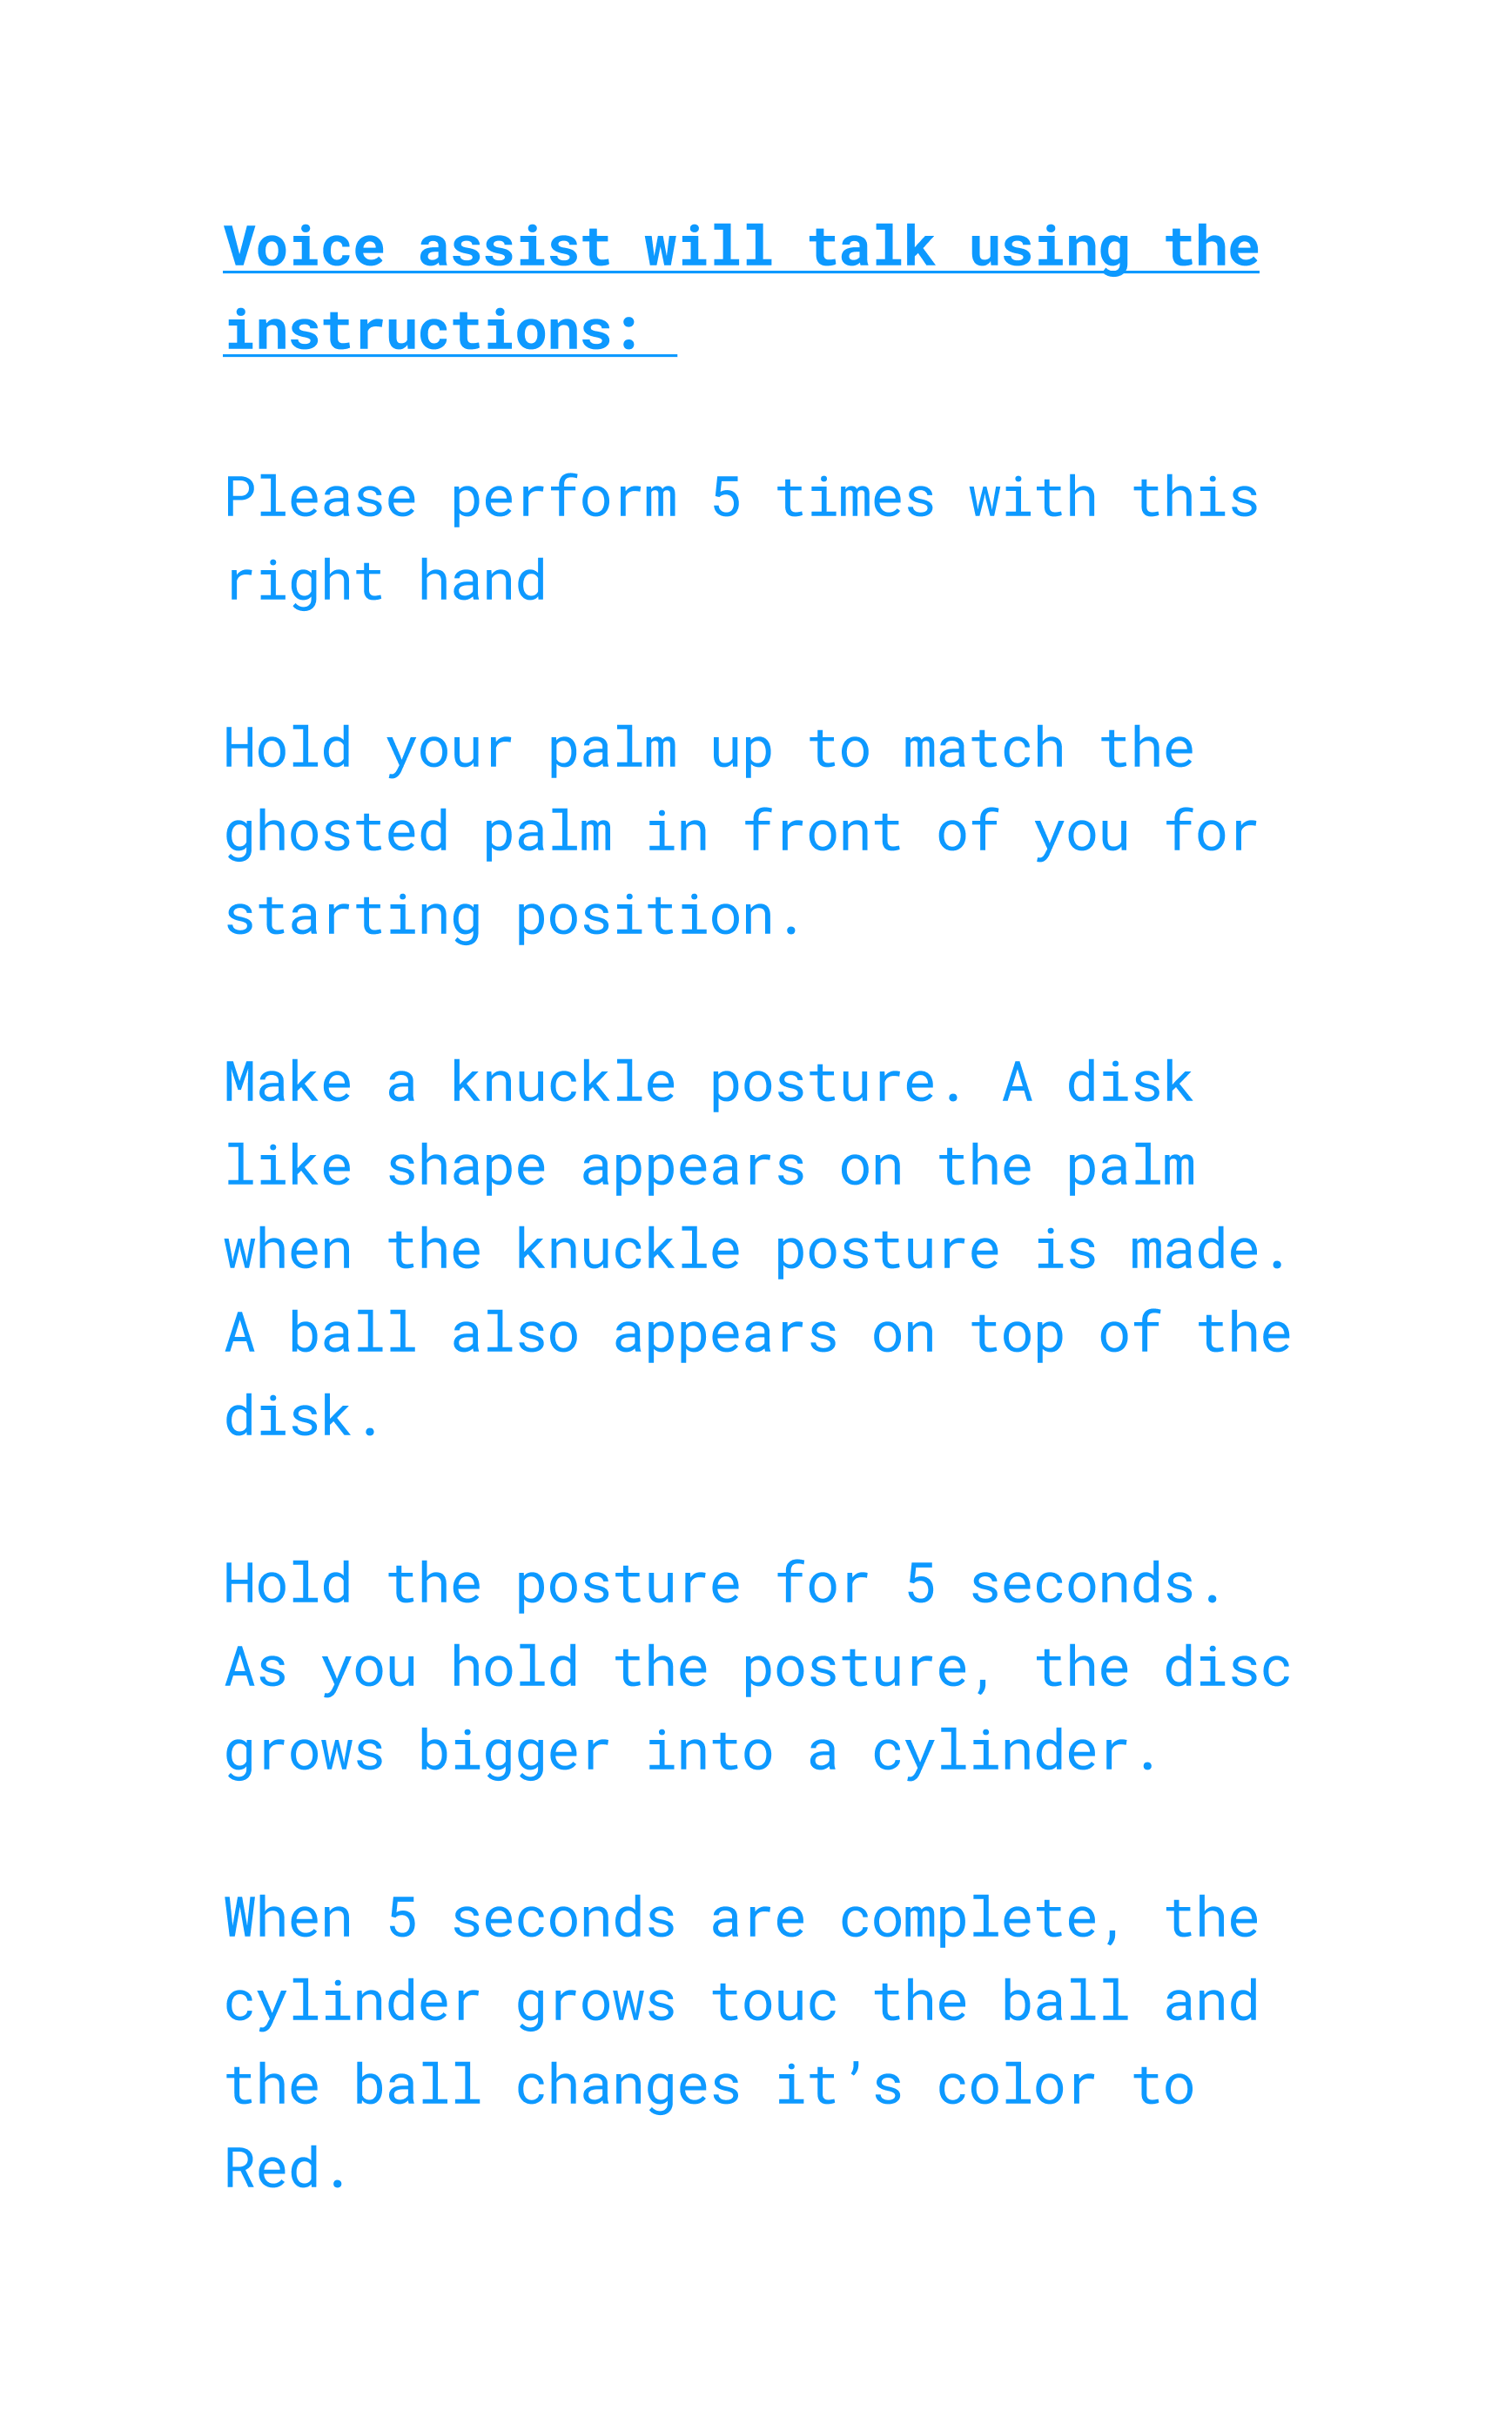 Voice assist will talk using the
instructions:
Please perform 5 times with this
right hand
Hold your palm up to match the
ghosted palm in front of you for
starting position.
Make a knuckle posture. A disk
like shape appears on the palm
when the knuckle posture is made.
A ball also appears on top of the
disk.
Hold the posture for 5 seconds.
As you hold the posture, the disc
grows bigger into a cylinder.
When 5 seconds are complete, the
cylinder grows touc the ball and
the ball changes it’s color to
Red.